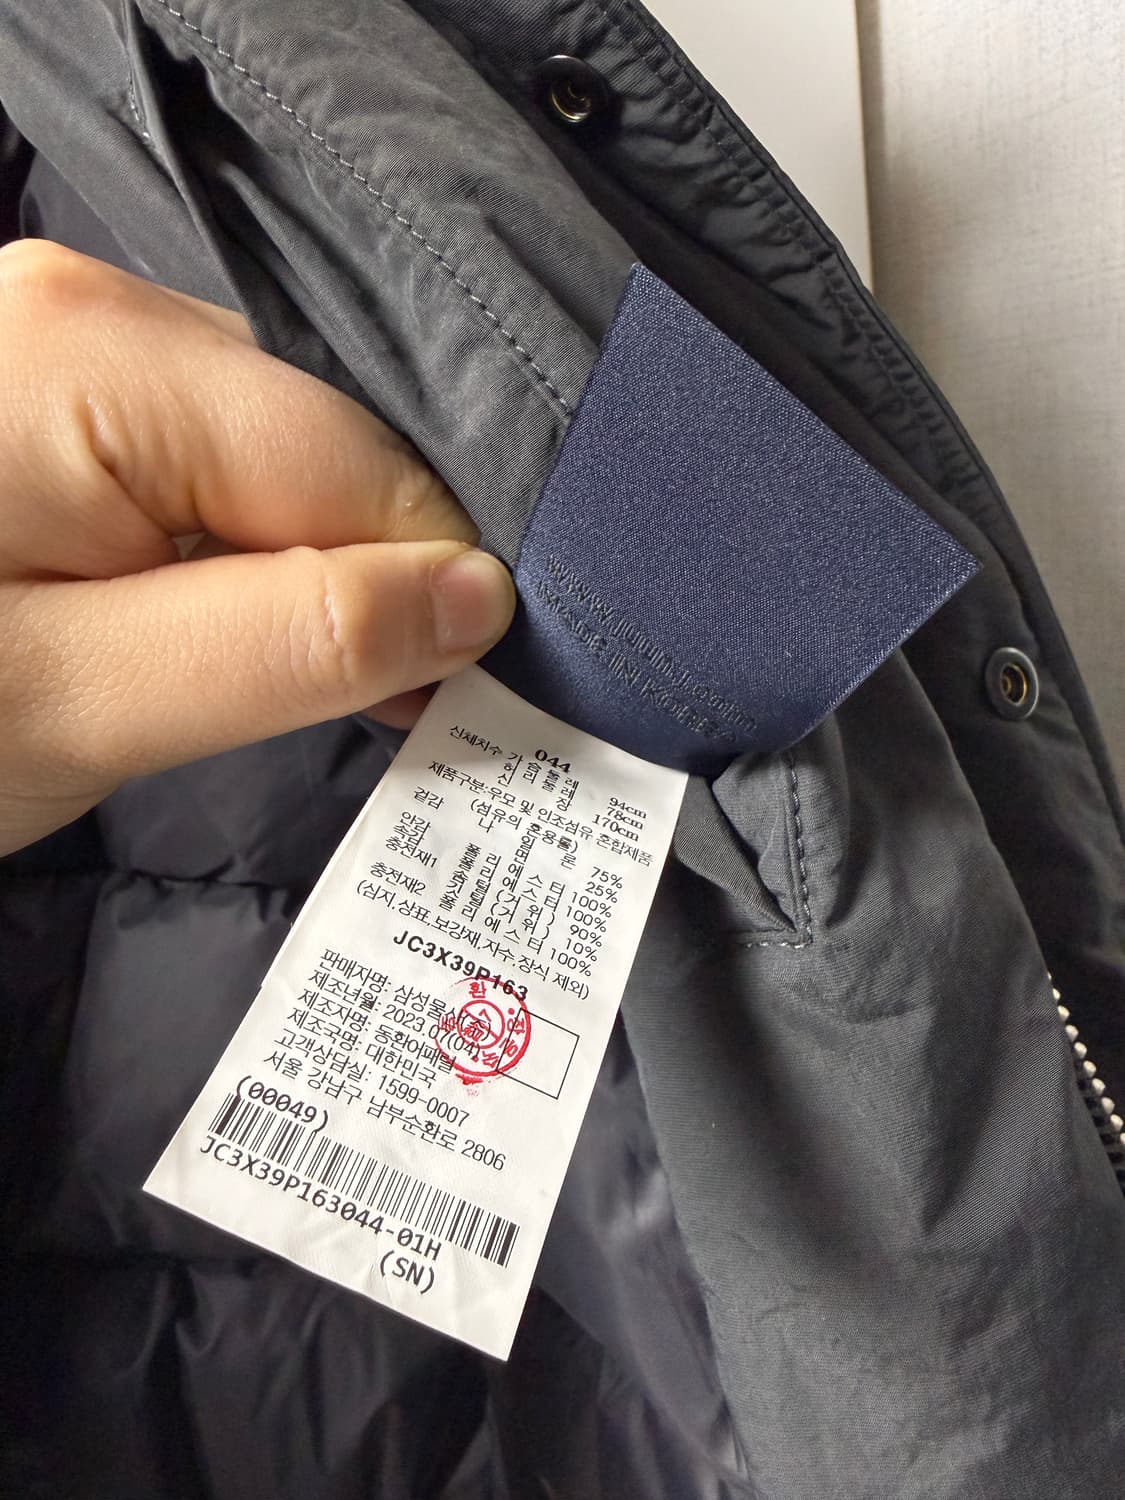 MADE IN KOREA
044
신체치수 가슴둘레 94cm
허리둘레 78cm
신장 170cm
제품구분:우모 및 인조섬유 혼합제품
(섬유의 혼용률)
겉감 면 75%
나일론 25%
안감 폴리에스터 100%
폴리에스터 100%
충전재1 솜털(거위) 90%
깃털(거위) 10%
충전재2 폴리에스터 100%
(심지,상표,보강재,자수,장식 제외)
JC3X39P163
판매자명: 삼성물산(주)
제조년월: 2023.07(04)
제조자명: 동환어패럴
제조국명: 대한민국
고객상담실: 1599-0007
서울 강남구 남부순환로 2806
(00049)
JC3X39P163044-01H
(SN)